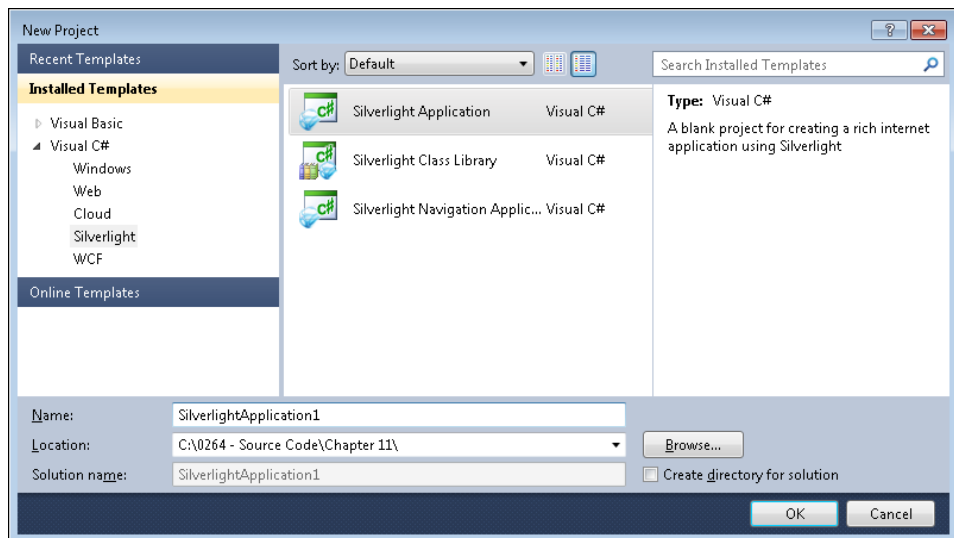 New Project
Recent Templates
Installed Templates
Visual Basic
Visual C#
Windows
Web
Cloud
Silverlight
WCF
Online Templates
Sort by: Default
Silverlight Application Visual C#
Silverlight Class Library Visual C#
Silverlight Navigation Applic... Visual C#
Search Installed Templates
Type: Visual C#
A blank project for creating a rich internet
application using Silverlight
Name: SilverlightApplication1
Location: C:\0264 - Source Code\Chapter 11\ Browse...
Solution name: SilverlightApplication1 Create directory for solution
OK Cancel